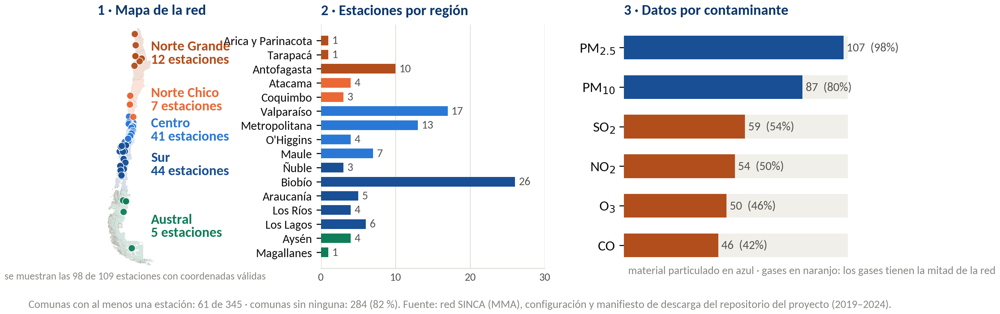 1 · Mapa de la red
Norte Grande
12 estaciones
Norte Chico
7 estaciones
Centro
41 estaciones
Sur
44 estaciones
Austral
5 estaciones
se muestran las 98 de 109 estaciones con coordenadas válidas
2 · Estaciones por región
Arica y Parinacota 1
Tarapacá 1
Antofagasta 10
Atacama 4
Coquimbo 3
Valparaíso 17
Metropolitana 13
O'Higgins 4
Maule 7
Ñuble 3
Biobío 26
Araucanía 5
Los Ríos 4
Los Lagos 6
Aysén 4
Magallanes 1
0 10 20 30
3 · Datos por contaminante
PM2.5 107 (98%)
PM10 87 (80%)
SO2 59 (54%)
NO2 54 (50%)
O3 50 (46%)
CO 46 (42%)
material particulado en azul · gases en naranjo: los gases tienen la mitad de la red
Comunas con al menos una estación: 61 de 345 · comunas sin ninguna: 284 (82 %). Fuente: red SINCA (MMA), configuración y manifiesto de descarga del repositorio del proyecto (2019–2024).